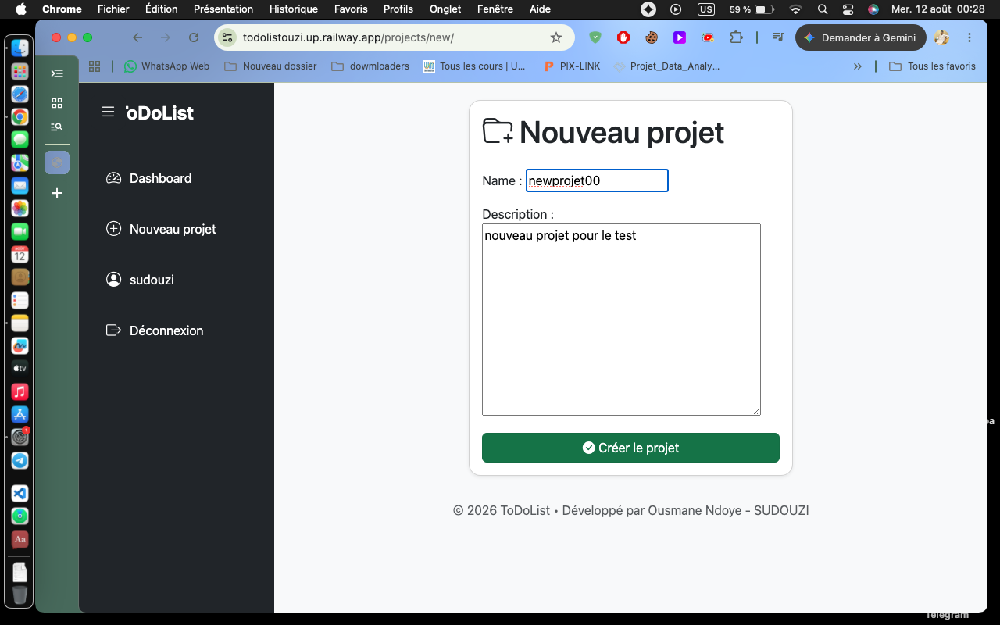 Chrome Fichier Édition Présentation Historique Favoris Profils Onglet Fenêtre Aide US 59 % Mer. 12 août 00:28
todolistouzi.up.railway.app/projects/new/ Demander à Gemini
WhatsApp Web Nouveau dossier dowmloaders Tous les cours | U... PIX-LINK Projet_Data_Analy... » Tous les favoris
oDoList
Dashboard
Nouveau projet
sudouzi
Déconnexion
Nouveau projet
Name : newprojet00
Description :
nouveau projet pour le test
Créer le projet
© 2026 ToDoList • Développé par Ousmane Ndoye - SUDOUZI
12
tv
1
Aa
Telegram